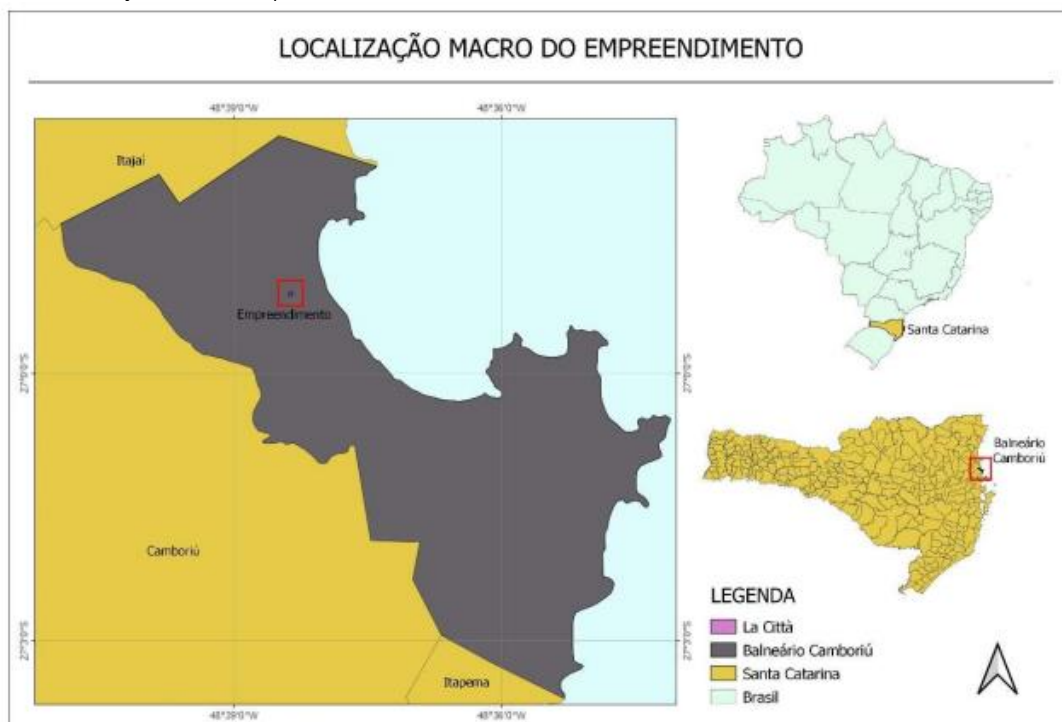 LOCALIZAÇÃO MACRO DO EMPREENDIMENTO
48°39'0"W
48°36'0"W
Itajaí
Empreendimento
27°0'0"S
27°0'0"S
Camboriú
27°3'0"S
27°3'0"S
Itapema
48°39'0"W
48°36'0"W
Santa Catarina
Balneário
Camboriú
LEGENDA
La Città
Balneário Camboriú
Santa Catarina
Brasil